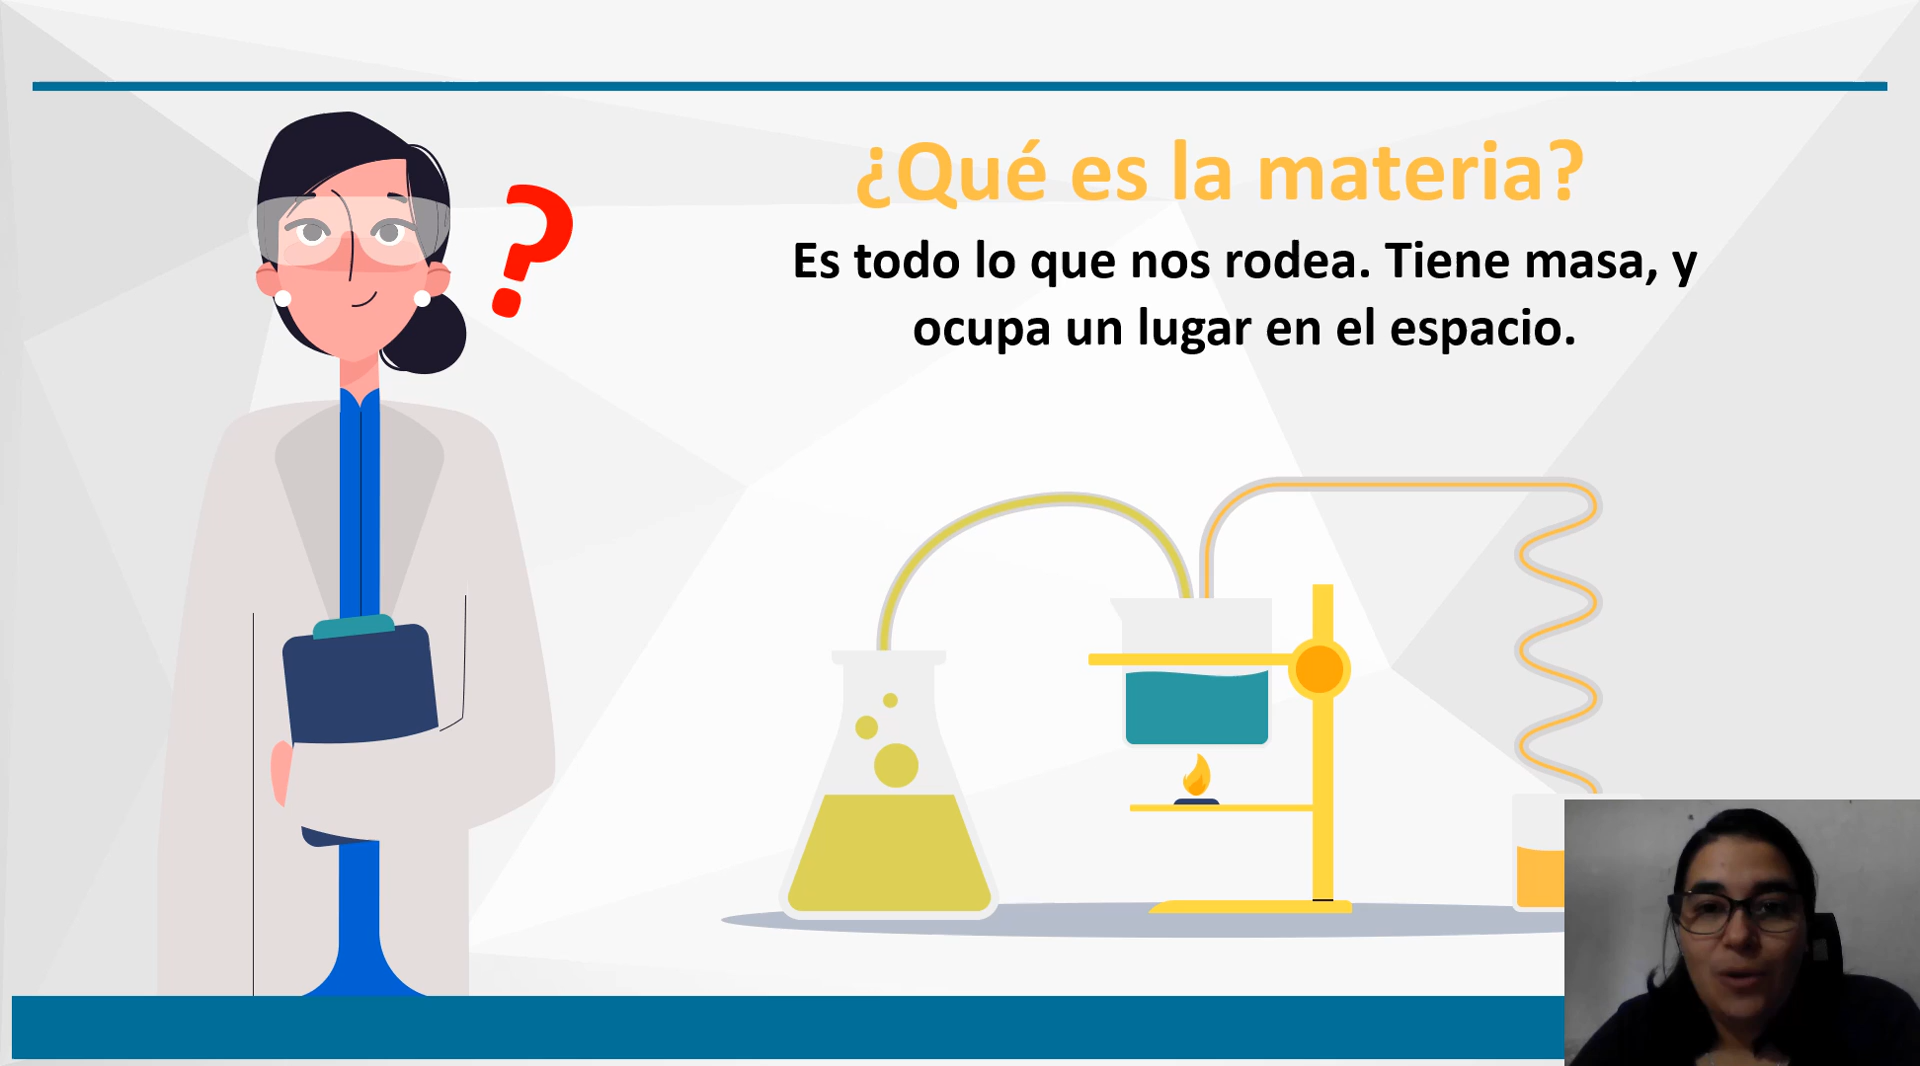 ¿Qué es la materia?
Es todo lo que nos rodea. Tiene masa, y
ocupa un lugar en el espacio.
?